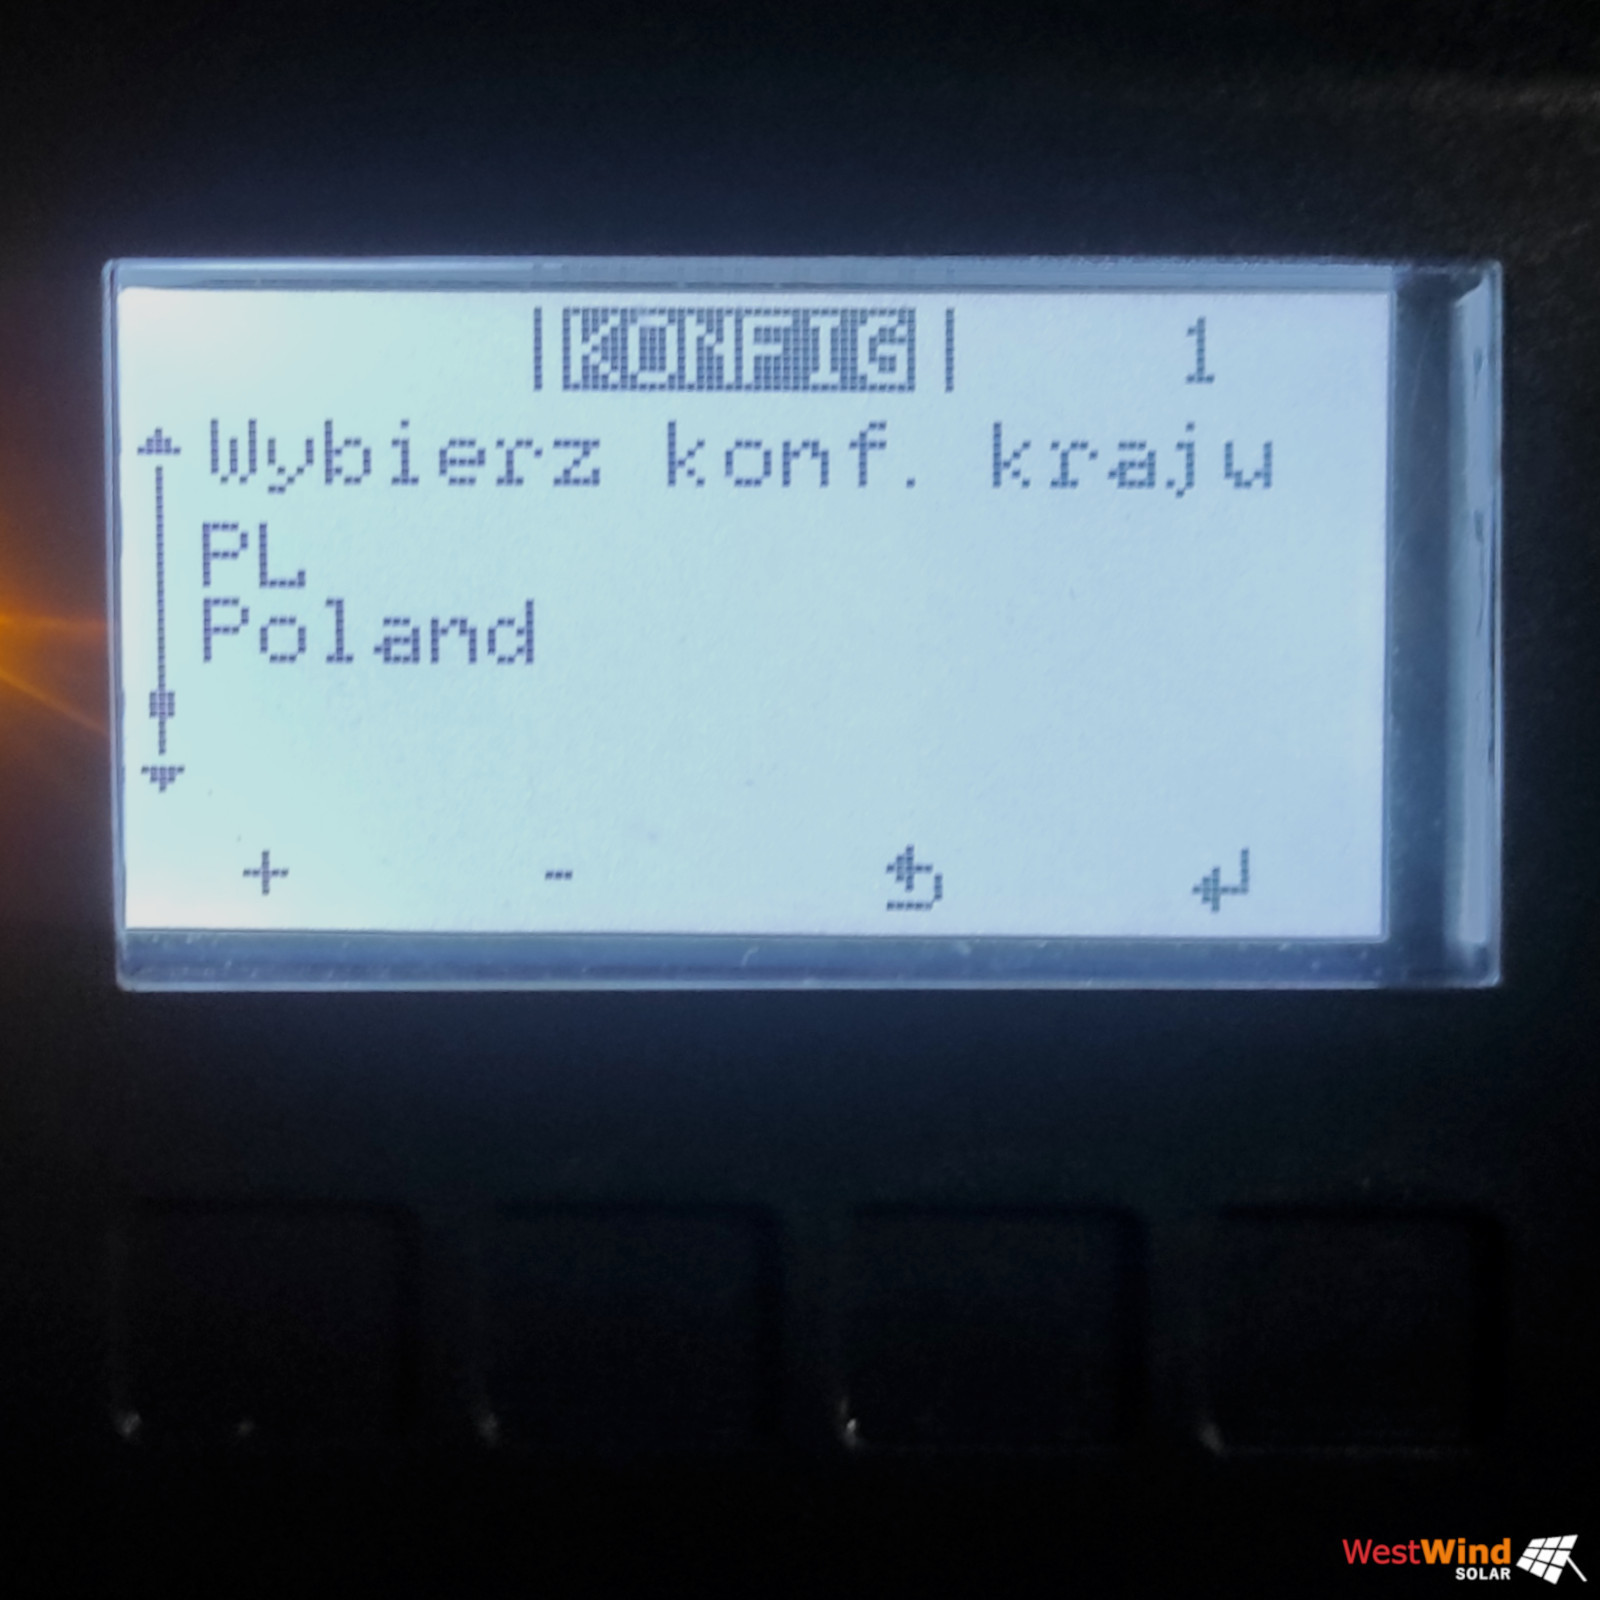 |KONFIG| 1
Wybierz konf. kraju
PL
Poland
+ -
WestWind
SOLAR